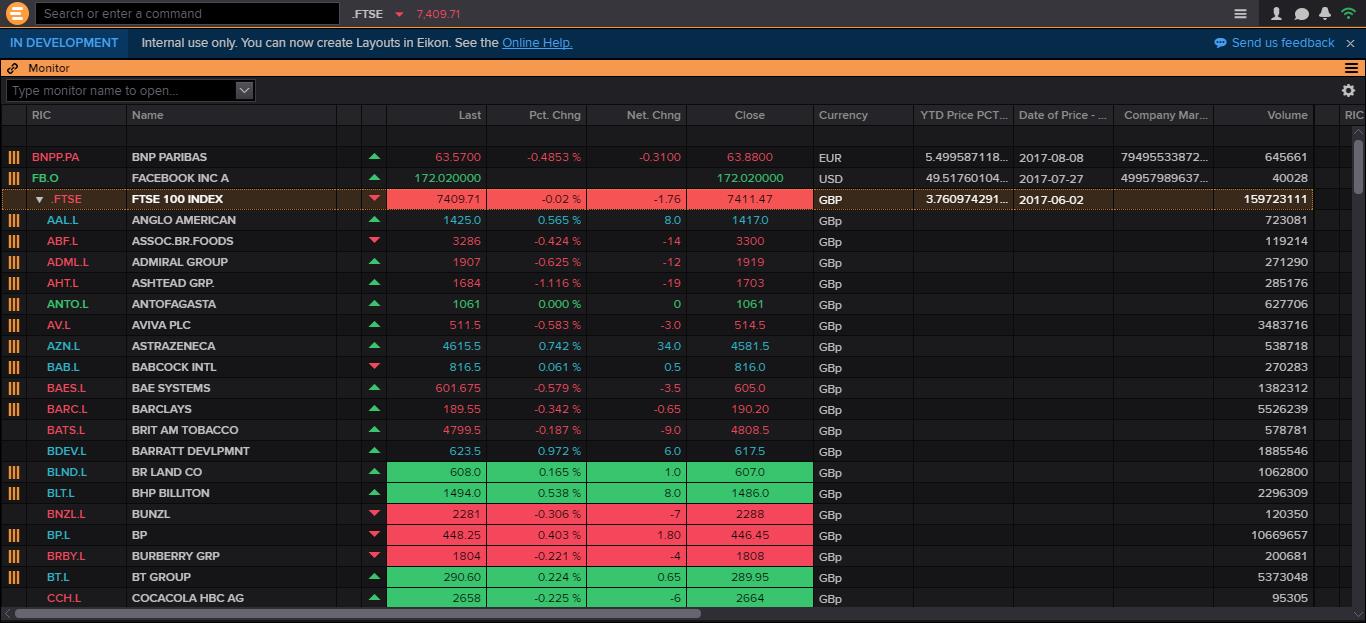 Search or enter a command .FTSE 7,409.71
IN DEVELOPMENT Internal use only. You can now create Layouts in Eikon. See the Online Help. Send us feedback
Monitor
Type monitor name to open...
RIC Name Last Pct. Chng Net. Chng Close Currency YTD Price PCT... Date of Price - ... Company Mar... Volume RIC
BNPP.PA BNP PARIBAS 63.5700 -0.4853 % -0.3100 63.8800 EUR 5.499587118... 2017-08-08 79495533872... 645661
FB.O FACEBOOK INC A 172.020000 172.020000 USD 49.51760104... 2017-07-27 49957989637... 40028
.FTSE FTSE 100 INDEX 7409.71 -0.02 % -1.76 7411.47 GBP 3.760974291... 2017-06-02 159723111
AAL.L ANGLO AMERICAN 1425.0 0.565 % 8.0 1417.0 GBp 723081
ABF.L ASSOC.BR.FOODS 3286 -0.424 % -14 3300 GBp 119214
ADML.L ADMIRAL GROUP 1907 -0.625 % -12 1919 GBp 271290
AHT.L ASHTEAD GRP. 1684 -1.116 % -19 1703 GBp 285176
ANTO.L ANTOFAGASTA 1061 0.000 % 0 1061 GBp 627706
AV.L AVIVA PLC 511.5 -0.583 % -3.0 514.5 GBp 3483716
AZN.L ASTRAZENECA 4615.5 0.742 % 34.0 4581.5 GBp 538718
BAB.L BABCOCK INTL 816.5 0.061 % 0.5 816.0 GBp 270283
BAES.L BAE SYSTEMS 601.675 -0.579 % -3.5 605.0 GBp 1382312
BARC.L BARCLAYS 189.55 -0.342 % -0.65 190.20 GBp 5526239
BATS.L BRIT AM TOBACCO 4799.5 -0.187 % -9.0 4808.5 GBp 578781
BDEV.L BARRATT DEVLPMNT 623.5 0.972 % 6.0 617.5 GBp 1885546
BLND.L BR LAND CO 608.0 0.165 % 1.0 607.0 GBp 1062800
BLT.L BHP BILLITON 1494.0 0.538 % 8.0 1486.0 GBp 2296309
BNZL.L BUNZL 2281 -0.306 % -7 2288 GBp 120350
BP.L BP 448.25 0.403 % 1.80 446.45 GBp 10669657
BRBY.L BURBERRY GRP 1804 -0.221 % -4 1808 GBp 200681
BT.L BT GROUP 290.60 0.224 % 0.65 289.95 GBp 5373048
CCH.L COCACOLA HBC AG 2658 -0.225 % -6 2664 GBp 95305